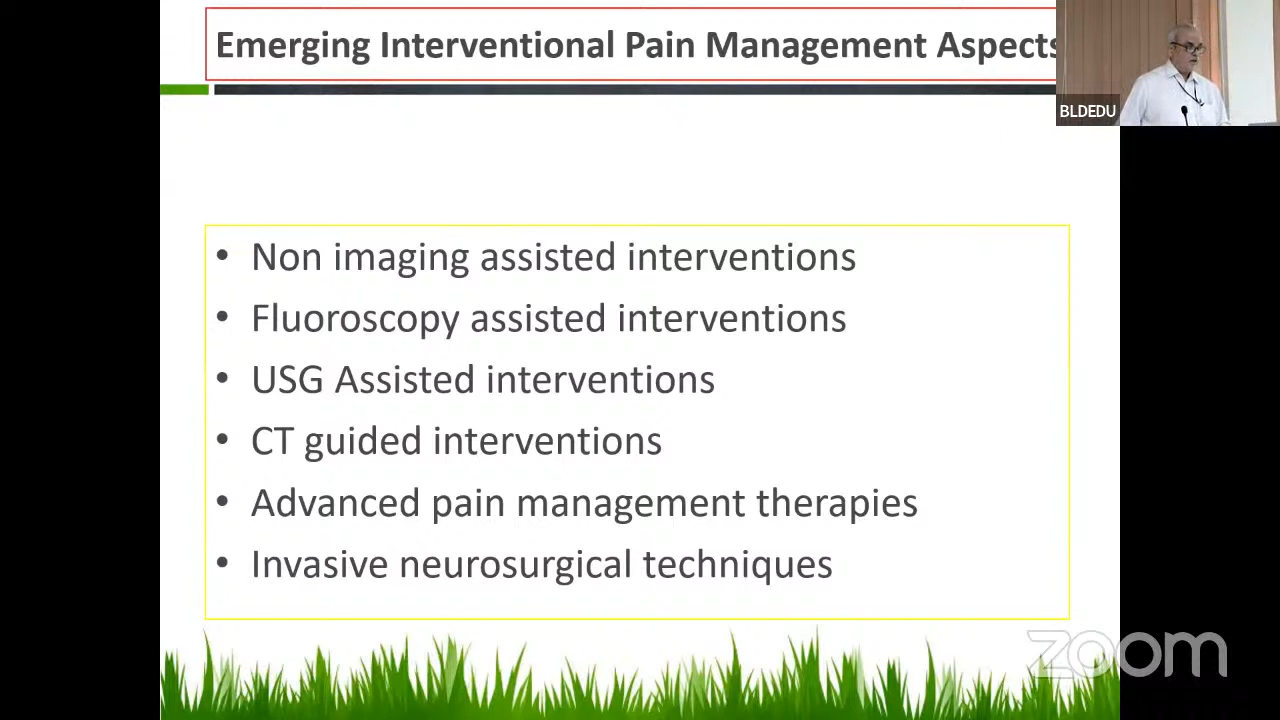 Emerging Interventional Pain Management Aspects
BLDEDU
• Non imaging assisted interventions
• Fluoroscopy assisted interventions
• USG Assisted interventions
• CT guided interventions
• Advanced pain management therapies
• Invasive neurosurgical techniques
zoom